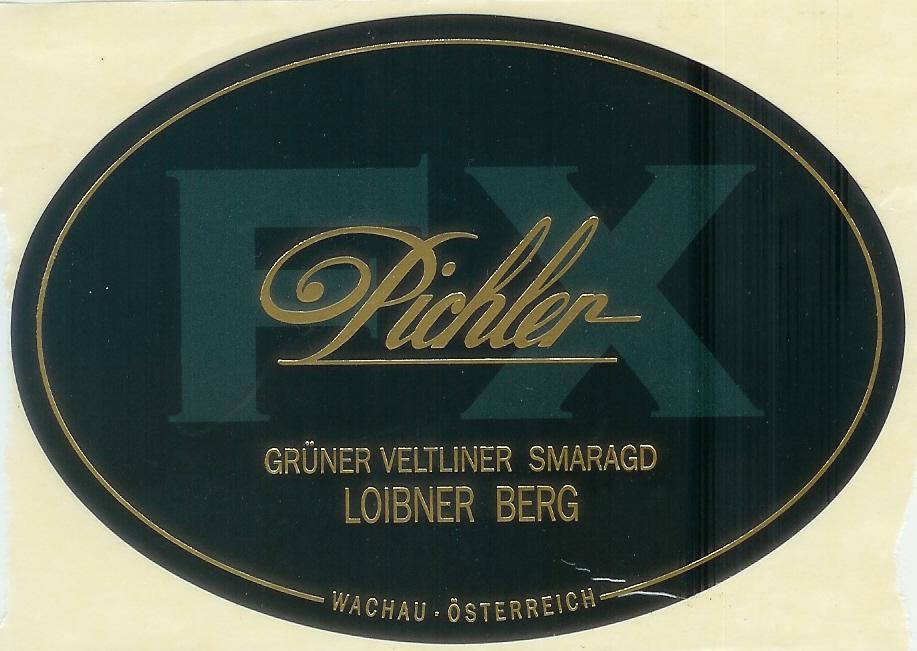 FX
Pichler
GRÜNER VELTLINER SMARAGD
LOIBNER BERG
WACHAU · ÖSTERREICH